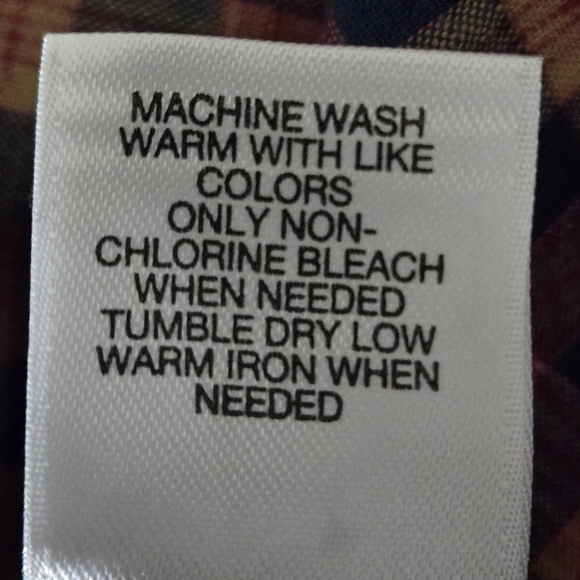 MACHINE WASH
WARM WITH LIKE
COLORS
ONLY NON-
CHLORINE BLEACH
WHEN NEEDED
TUMBLE DRY LOW
WARM IRON WHEN
NEEDED